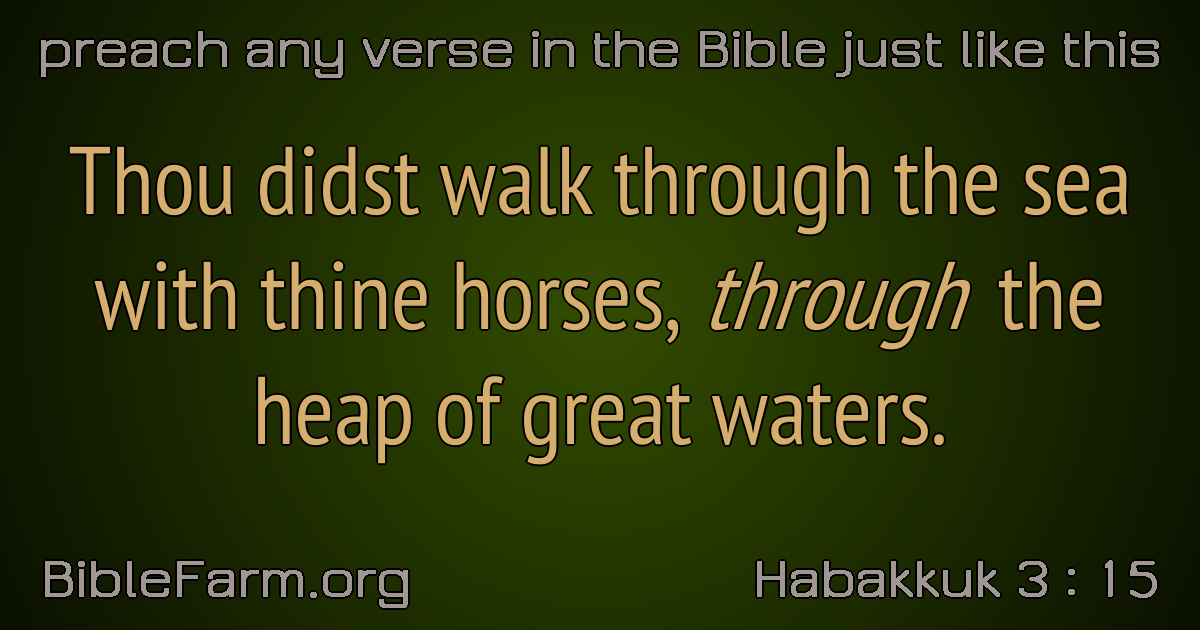 preach any verse in the Bible just like this
Thou didst walk through the sea
with thine horses, through the
heap of great waters.
BibleFarm.org
Habakkuk 3 : 15